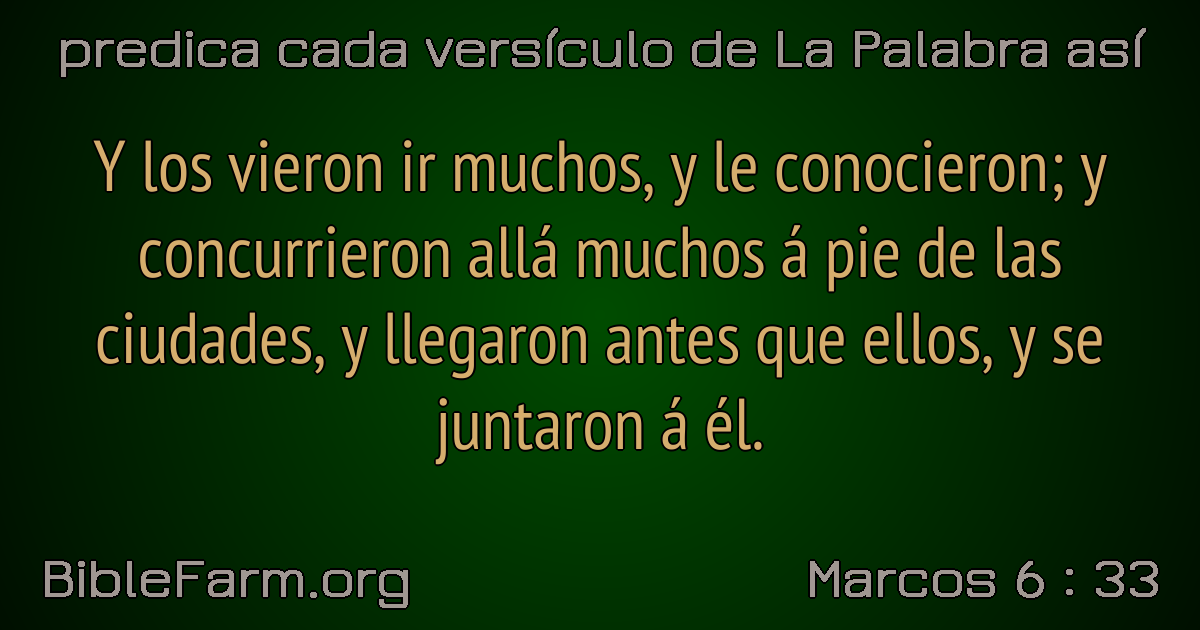 predica cada versículo de La Palabra así
Y los vieron ir muchos, y le conocieron; y
concurrieron allá muchos á pie de las
ciudades, y llegaron antes que ellos, y se
juntaron á él.
BibleFarm.org
Marcos 6 : 33